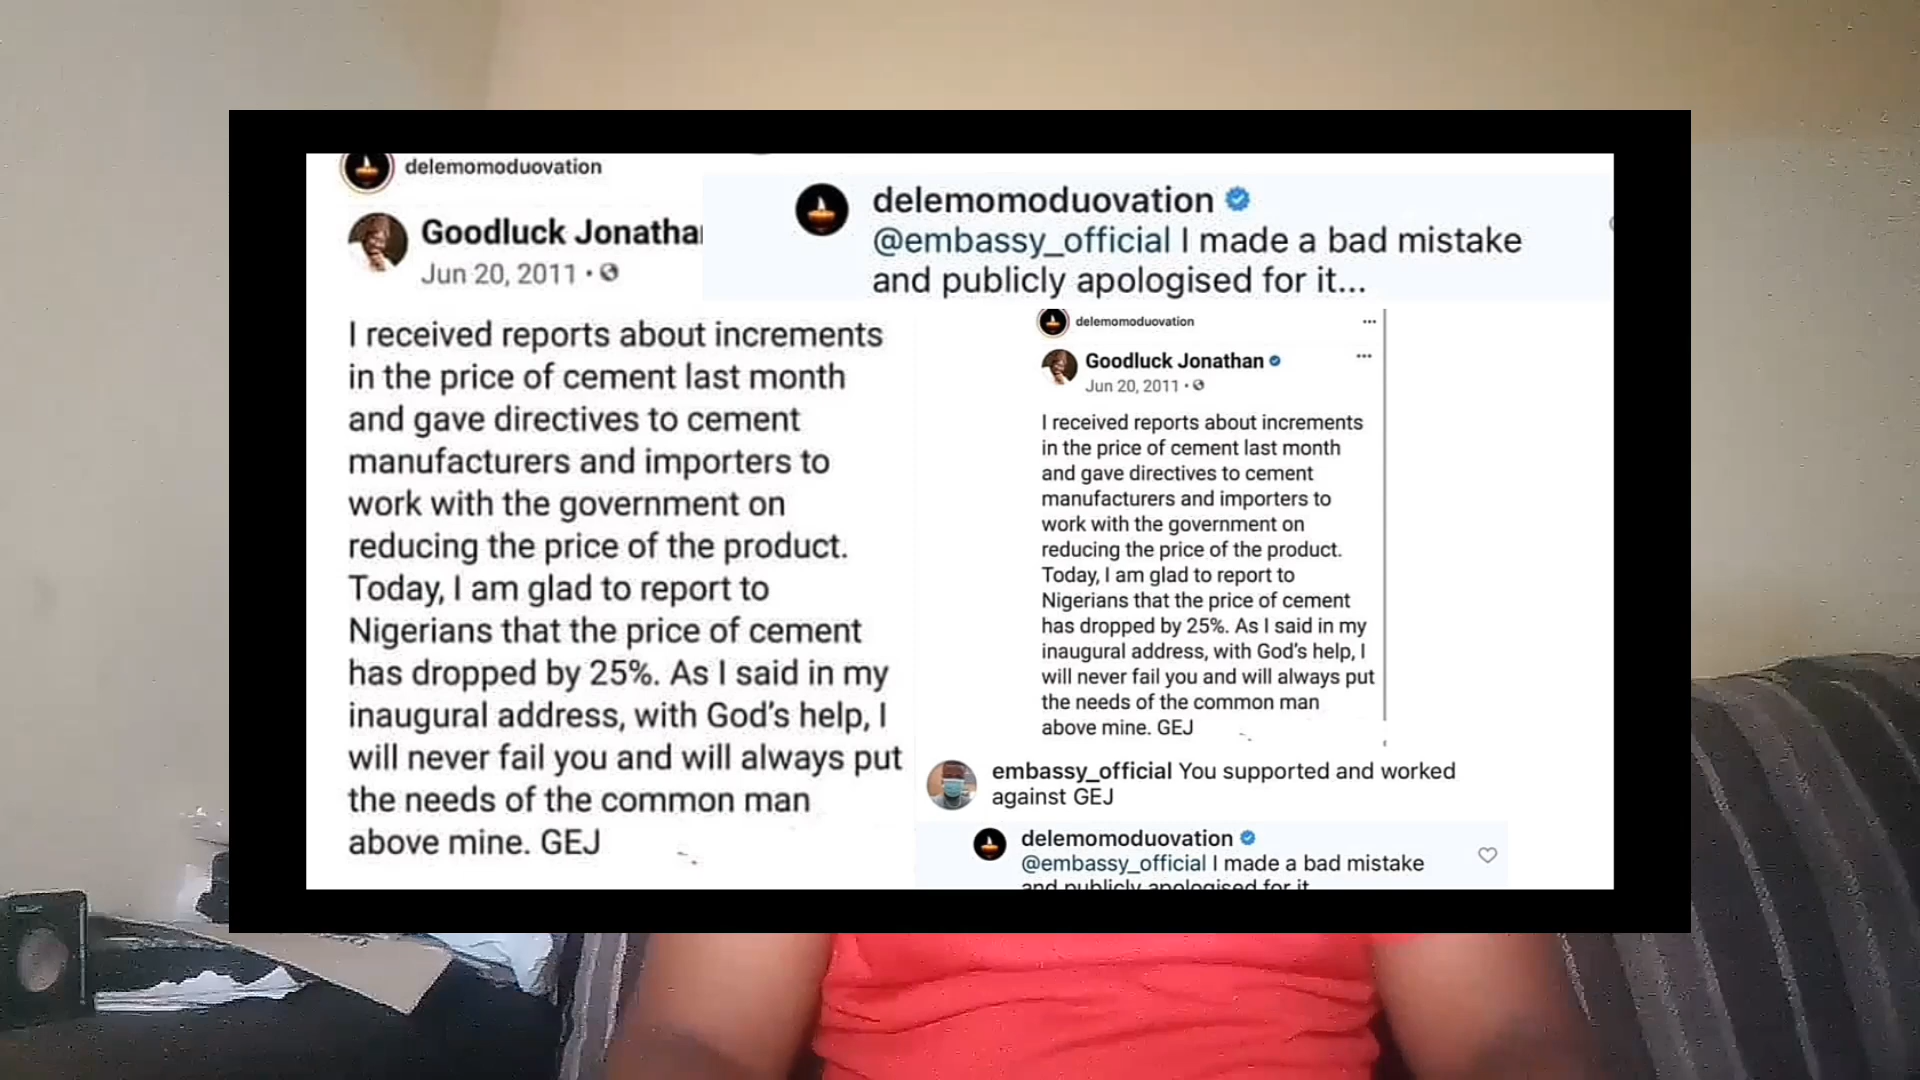 delemomoduovation
Goodluck Jonatha
Jun 20, 2011 •
I received reports about increments
in the price of cement last month
and gave directives to cement
manufacturers and importers to
work with the government on
reducing the price of the product.
Today, I am glad to report to
Nigerians that the price of cement
has dropped by 25%. As I said in my
inaugural address, with God's help, I
will never fail you and will always put
the needs of the common man
above mine. GEJ
delemomoduovation
@embassy_official I made a bad mistake
and publicly apologised for it...
delemomoduovation
Goodluck Jonathan
Jun 20, 2011 •
I received reports about increments
in the price of cement last month
and gave directives to cement
manufacturers and importers to
work with the government on
reducing the price of the product.
Today, I am glad to report to
Nigerians that the price of cement
has dropped by 25%. As I said in my
inaugural address, with God's help, I
will never fail you and will always put
the needs of the common man
above mine. GEJ
embassy_official You supported and worked
against GEJ
delemomoduovation
@embassy_official I made a bad mistake
and publicly apologised for it